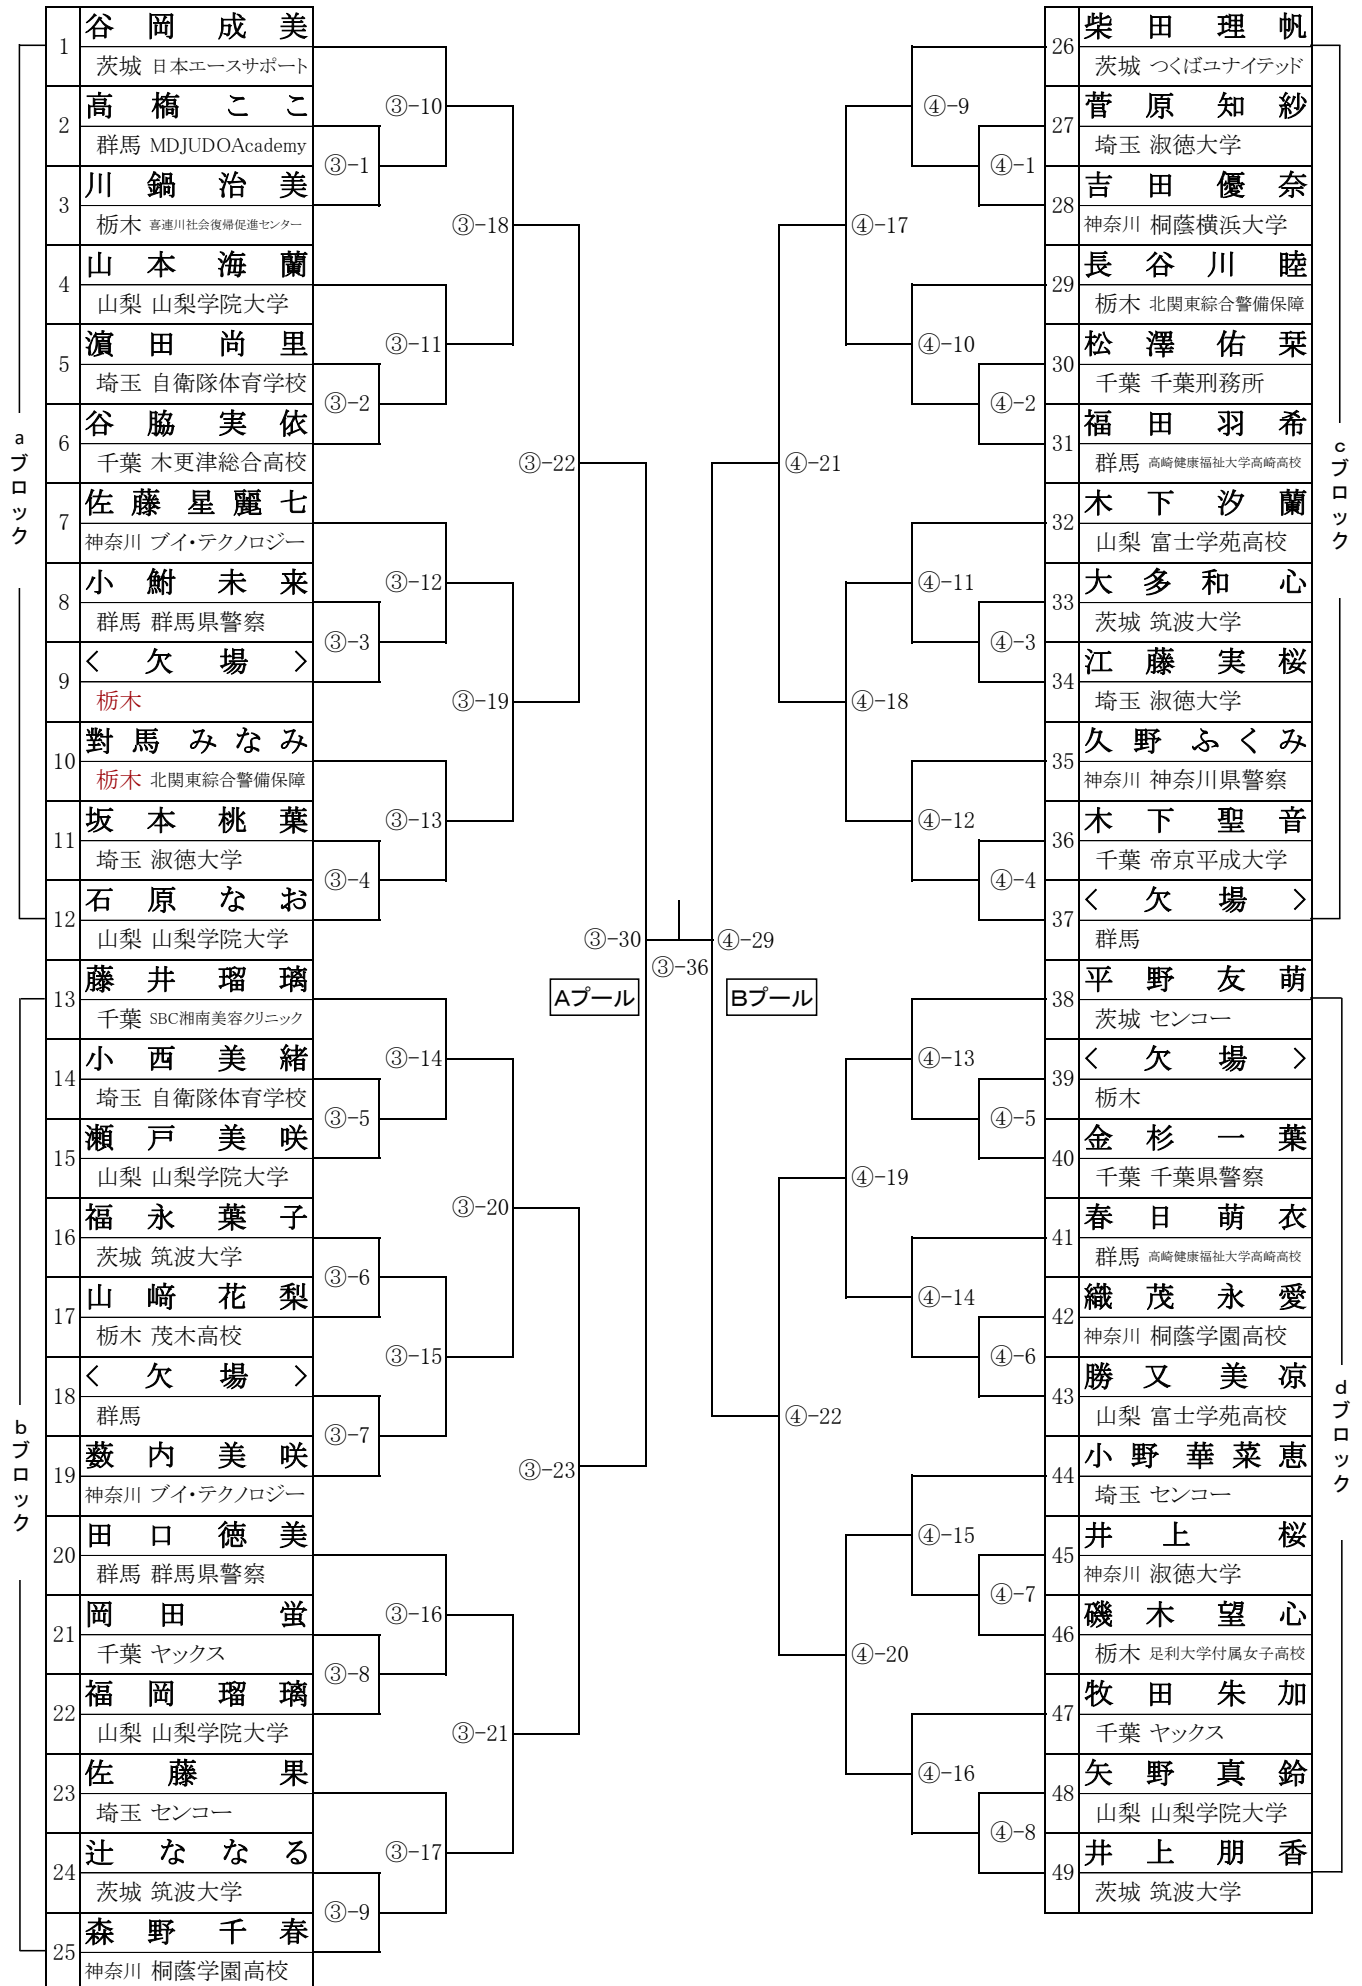 1
谷岡成美
茨城 日本エースサポート
2
高橋ここ
群馬 MDJUDOAcademy
3
川鍋治美
栃木 喜連川社会復帰促進センター
4
山本海蘭
山梨 山梨学院大学
5
濵田尚里
埼玉 自衛隊体育学校
6
谷脇実依
千葉 木更津総合高校
7
佐藤星麗七
神奈川 ブイ・テクノロジー
8
小鮒未来
群馬 群馬県警察
9
< 欠場 >
栃木
10
對馬みなみ
栃木 北関東綜合警備保障
11
坂本桃葉
埼玉 淑徳大学
12
石原なお
山梨 山梨学院大学
13
藤井瑠璃
千葉 SBC湘南美容クリニック
14
小西美緒
埼玉 自衛隊体育学校
15
瀬戸美咲
山梨 山梨学院大学
16
福永葉子
茨城 筑波大学
17
山﨑花梨
栃木 茂木高校
18
< 欠場 >
群馬
19
薮内美咲
神奈川 ブイ・テクノロジー
20
田口徳美
群馬 群馬県警察
21
岡田蛍
千葉 ヤックス
22
福岡瑠璃
山梨 山梨学院大学
23
佐藤果
埼玉 センコー
24
辻ななる
茨城 筑波大学
25
森野千春
神奈川 桐蔭学園高校
aブロック
bブロック
③-1
③-2
③-3
③-4
③-5
③-6
③-7
③-8
③-9
③-10
③-11
③-12
③-13
③-14
③-15
③-16
③-17
③-18
③-19
③-20
③-21
③-22
③-23
③-30
③-36
④-29
Aプール
Bプール
④-21
④-22
④-17
④-18
④-19
④-20
④-9
④-10
④-11
④-12
④-13
④-14
④-15
④-16
④-1
④-2
④-3
④-4
④-5
④-6
④-7
④-8
26
柴田理帆
茨城 つくばユナイテッド
27
菅原知紗
埼玉 淑徳大学
28
吉田優奈
神奈川 桐蔭横浜大学
29
長谷川睦
栃木 北関東綜合警備保障
30
松澤佑栞
千葉 千葉刑務所
31
福田羽希
群馬 高崎健康福祉大学高崎高校
32
木下汐蘭
山梨 富士学苑高校
33
大多和心
茨城 筑波大学
34
江藤実桜
埼玉 淑徳大学
35
久野ふくみ
神奈川 神奈川県警察
36
木下聖音
千葉 帝京平成大学
37
< 欠場 >
群馬
38
平野友萌
茨城 センコー
39
< 欠場 >
栃木
40
金杉一葉
千葉 千葉県警察
41
春日萌衣
群馬 高崎健康福祉大学高崎高校
42
織茂永愛
神奈川 桐蔭学園高校
43
勝又美凉
山梨 富士学苑高校
44
小野華菜恵
埼玉 センコー
45
井上桜
神奈川 淑徳大学
46
磯木望心
栃木 足利大学付属女子高校
47
牧田朱加
千葉 ヤックス
48
矢野真鈴
山梨 山梨学院大学
49
井上朋香
茨城 筑波大学
cブロック
dブロック